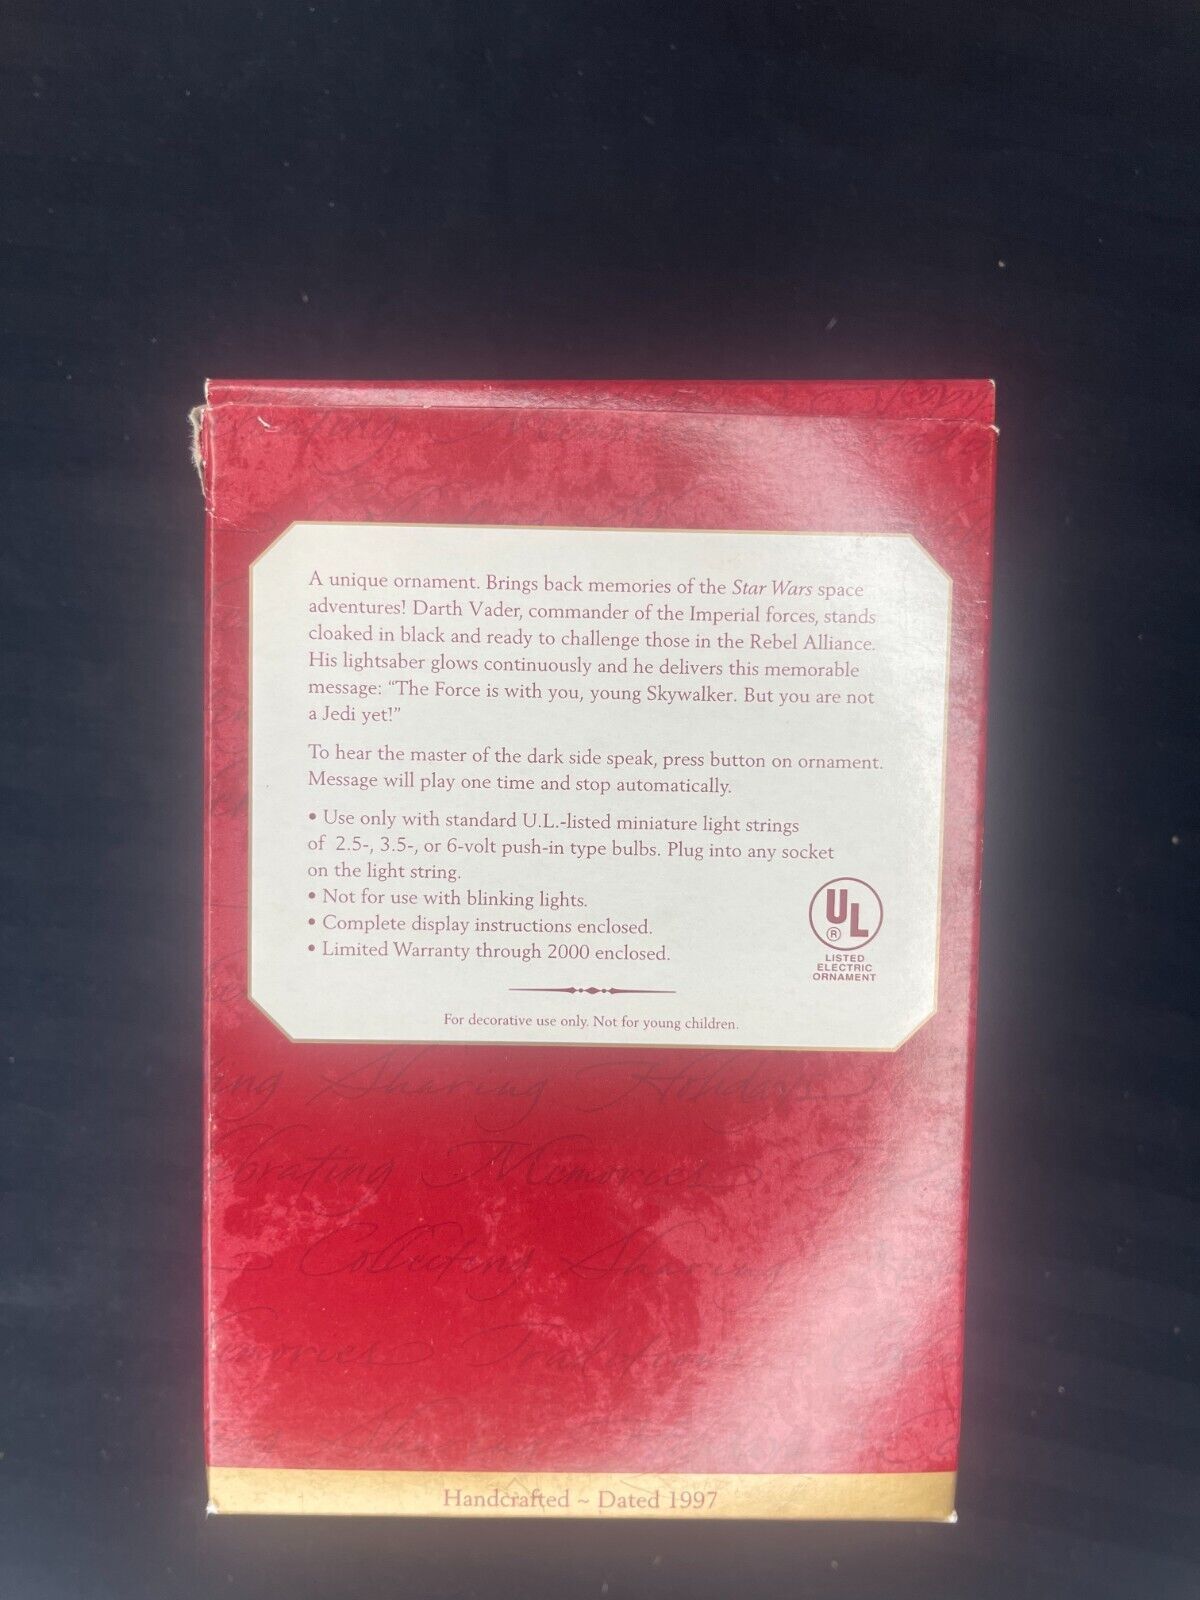 A unique ornament. Brings back memories of the Star Wars space
adventures! Darth Vader, commander of the Imperial forces, stands
cloaked in black and ready to challenge those in the Rebel Alliance.
His lightsaber glows continuously and he delivers this memorable
message: “The Force is with you, young Skywalker. But you are not
a Jedi yet!”
To hear the master of the dark side speak, press button on ornament.
Message will play one time and stop automatically.
• Use only with standard U.L.-listed miniature light strings
of 2.5-, 3.5-, or 6-volt push-in type bulbs. Plug into any socket
on the light string.
• Not for use with blinking lights.
• Complete display instructions enclosed.
• Limited Warranty through 2000 enclosed.
UL ®
LISTED
ELECTRIC
ORNAMENT
For decorative use only. Not for young children.
Sharing Holidays
Memories
Collecting Sharing
Traditions
Sharing
Handcrafted ~ Dated 1997